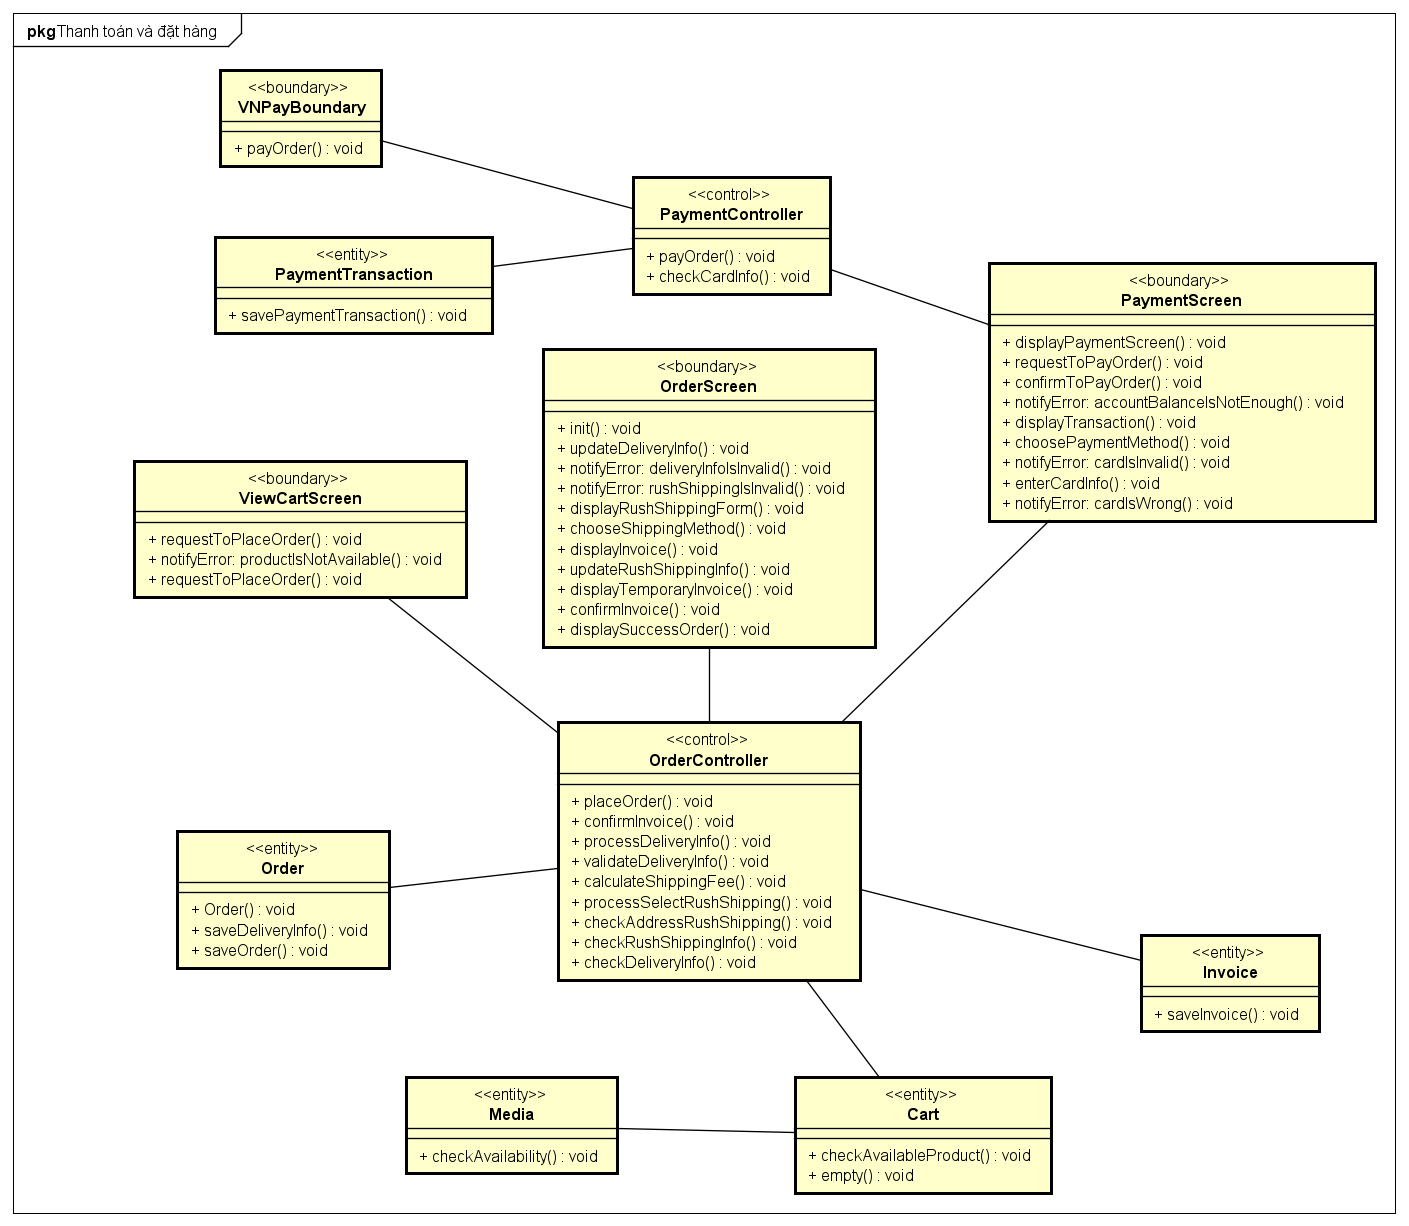 pkg Thanh toán và đặt hàng
<<boundary>>
VNPayBoundary
+ payOrder() : void
<<control>>
PaymentController
+ payOrder() : void
+ checkCardInfo() : void
<<entity>>
PaymentTransaction
+ savePaymentTransaction() : void
<<boundary>>
PaymentScreen
+ displayPaymentScreen() : void
+ requestToPayOrder() : void
+ confirmToPayOrder() : void
+ notifyError: accountBalanceIsNotEnough() : void
+ displayTransaction() : void
+ choosePaymentMethod() : void
+ notifyError: cardIsInvalid() : void
+ enterCardInfo() : void
+ notifyError: cardIsWrong() : void
<<boundary>>
OrderScreen
+ init() : void
+ updateDeliveryInfo() : void
+ notifyError: deliveryInfoIsInvalid() : void
+ notifyError: rushShippingIsInvalid() : void
+ displayRushShippingForm() : void
+ chooseShippingMethod() : void
+ displayInvoice() : void
+ updateRushShippingInfo() : void
+ displayTemporaryInvoice() : void
+ confirmInvoice() : void
+ displaySuccessOrder() : void
<<boundary>>
ViewCartScreen
+ requestToPlaceOrder() : void
+ notifyError: productIsNotAvailable() : void
+ requestToPlaceOrder() : void
<<control>>
OrderController
+ placeOrder() : void
+ confirmInvoice() : void
+ processDeliveryInfo() : void
+ validateDeliveryInfo() : void
+ calculateShippingFee() : void
+ processSelectRushShipping() : void
+ checkAddressRushShipping() : void
+ checkRushShippingInfo() : void
+ checkDeliveryInfo() : void
<<entity>>
Order
+ Order() : void
+ saveDeliveryInfo() : void
+ saveOrder() : void
<<entity>>
Invoice
+ saveInvoice() : void
<<entity>>
Media
+ checkAvailability() : void
<<entity>>
Cart
+ checkAvailableProduct() : void
+ empty() : void